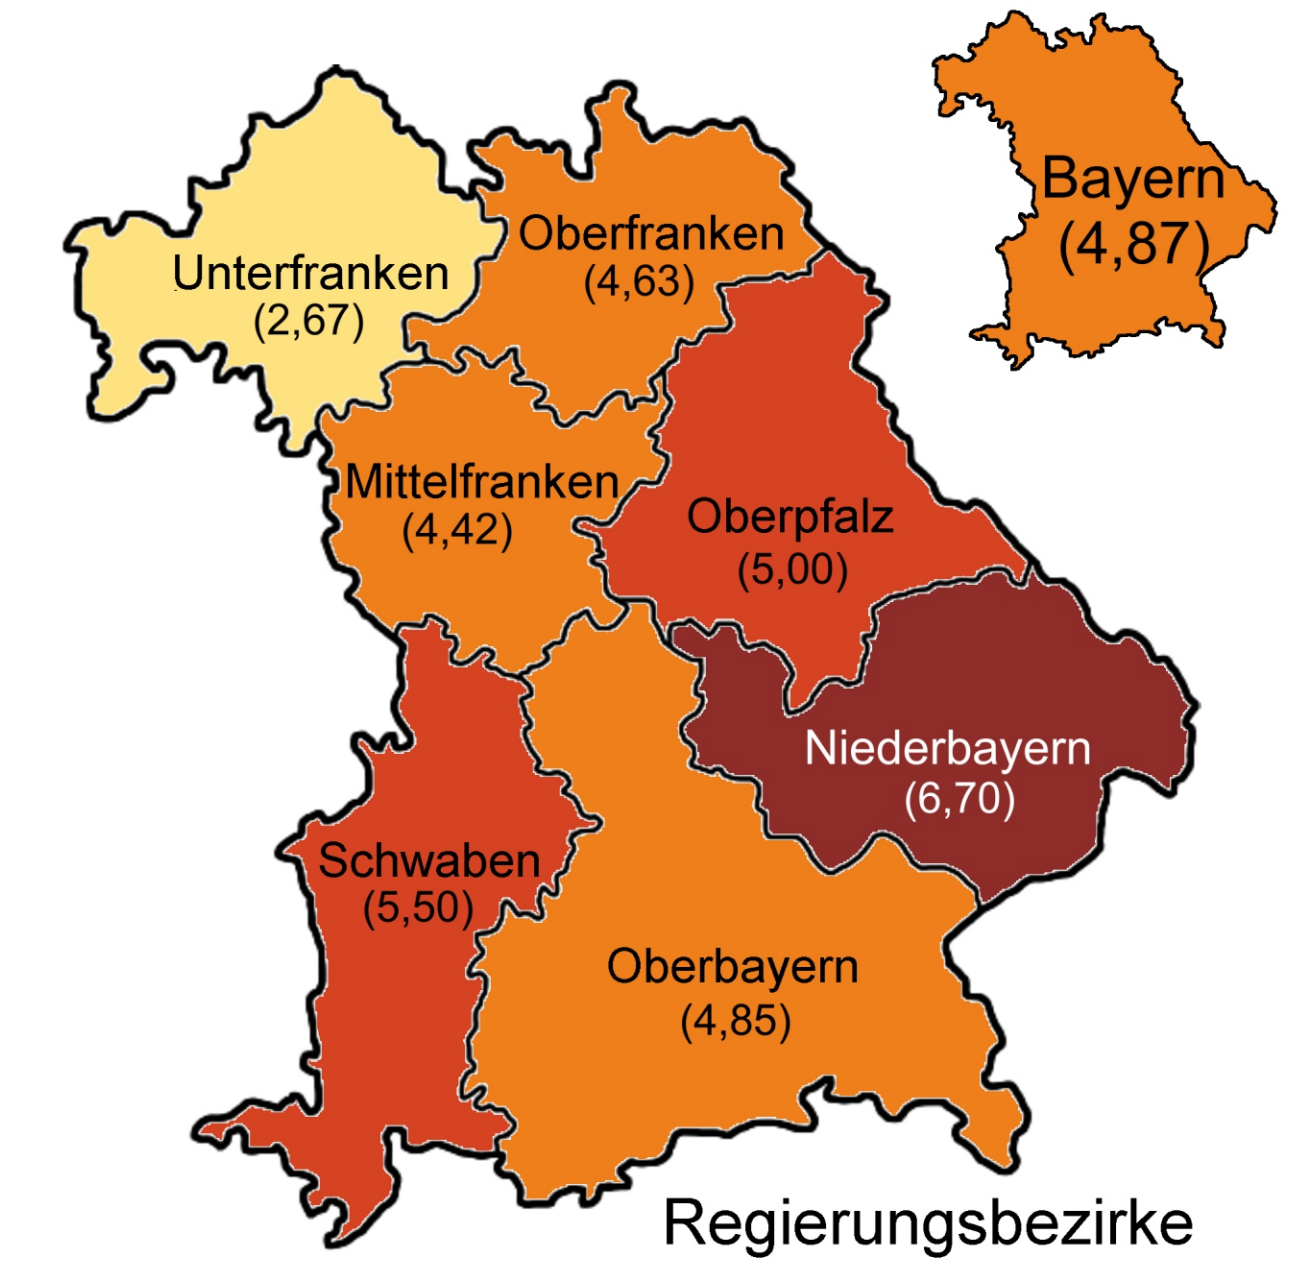 Bayern
(4,87)
Oberfranken
(4,63)
Unterfranken
(2,67)
Mittelfranken
(4,42)
Oberpfalz
(5,00)
Niederbayern
(6,70)
Schwaben
(5,50)
Oberbayern
(4,85)
Regierungsbezirke